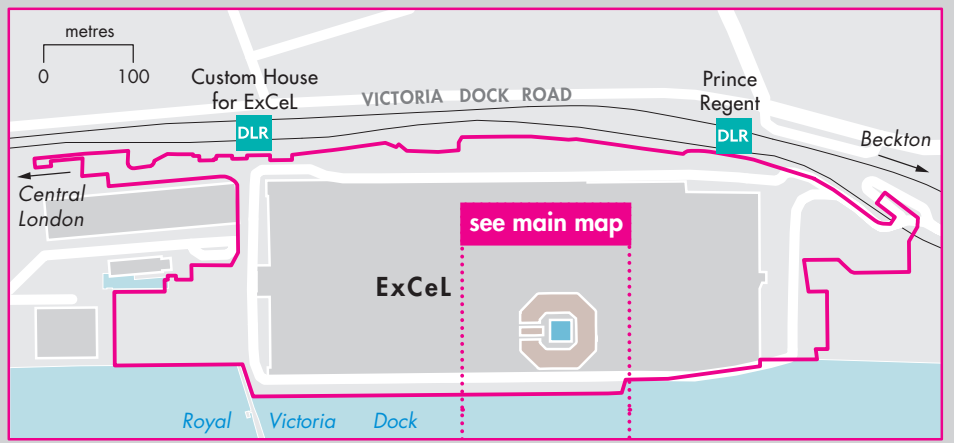 metres
0 100
Custom House
for ExCeL
DLR
VICTORIA DOCK ROAD
Prince
Regent
DLR
Beckton
Central
London
see main map
ExCeL
Royal Victoria Dock